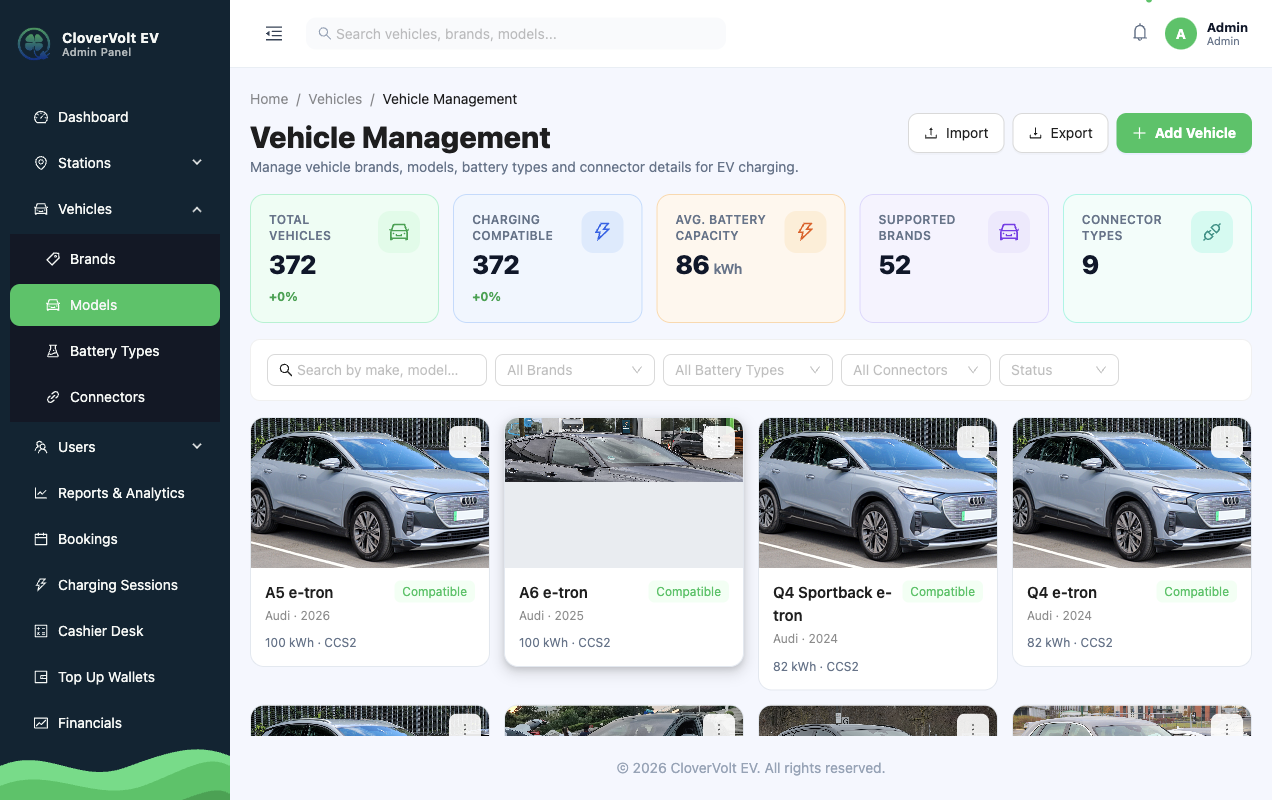 CloverVolt EV
Admin Panel
Dashboard
Stations
Vehicles
Brands
Models
Battery Types
Connectors
Users
Reports & Analytics
Bookings
Charging Sessions
Cashier Desk
Top Up Wallets
Financials
Search vehicles, brands, models...
A
Admin
Admin
Home / Vehicles / Vehicle Management
Vehicle Management
Manage vehicle brands, models, battery types and connector details for EV charging.
Import
Export
Add Vehicle
TOTAL
VEHICLES
372
+0%
CHARGING
COMPATIBLE
372
+0%
AVG. BATTERY
CAPACITY
86 kWh
SUPPORTED
BRANDS
52
CONNECTOR
TYPES
9
Search by make, model...
All Brands
All Battery Types
All Connectors
Status
A5 e-tron
Compatible
Audi · 2026
100 kWh · CCS2
A6 e-tron
Compatible
Audi · 2025
100 kWh · CCS2
Q4 Sportback e-
tron
Compatible
Audi · 2024
82 kWh · CCS2
Q4 e-tron
Compatible
Audi · 2024
82 kWh · CCS2
© 2026 CloverVolt EV. All rights reserved.